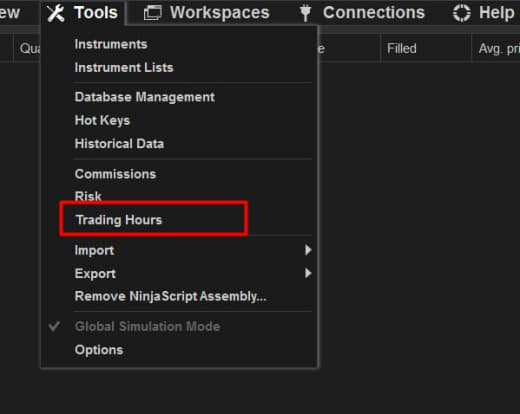 ew Tools Workspaces Connections Help
Qua e Filled Avg. pri
Instruments
Instrument Lists
Database Management
Hot Keys
Historical Data
Commissions
Risk
Trading Hours
Import
Export
Remove NinjaScript Assembly...
Global Simulation Mode
Options